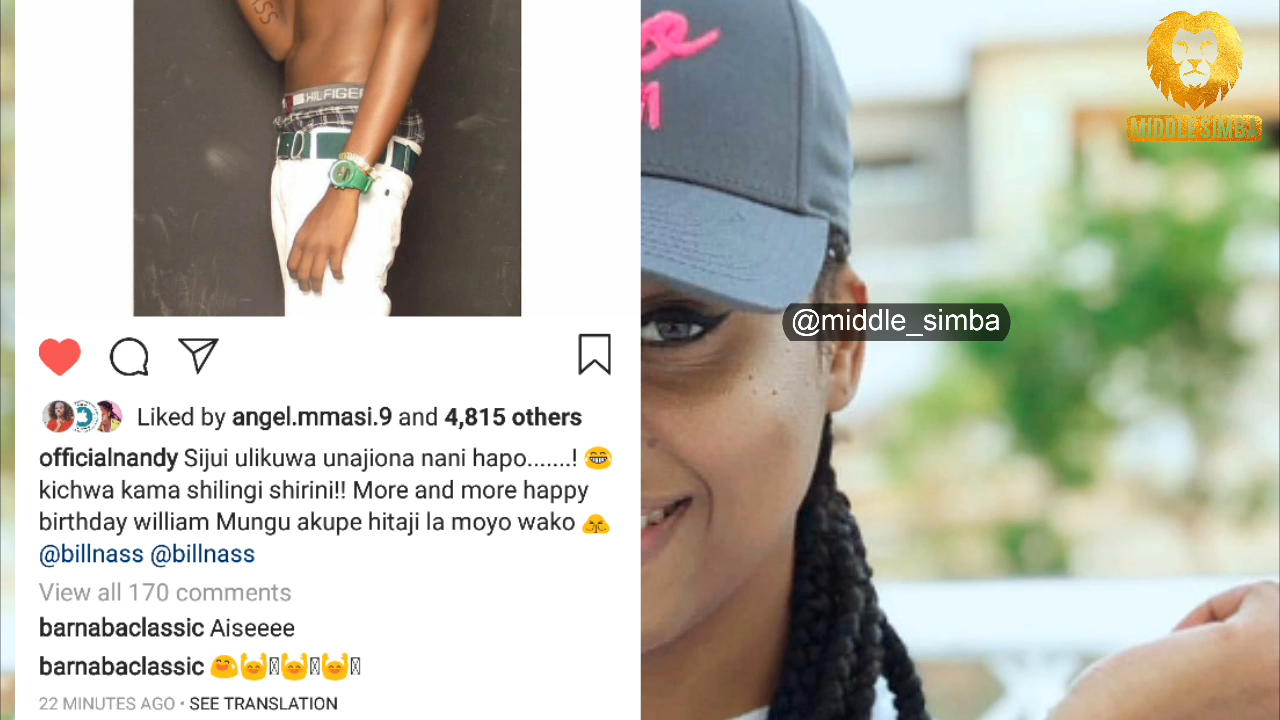 ISS
HILFIGER
MIDDLE SIMBA
@middle_simba
Liked by angel.mmasi.9 and 4,815 others
officialnandy Sijui ulikuwa unajiona nani hapo.......! 😂
kichwa kama shilingi shirini!! More and more happy
birthday william Mungu akupe hitaji la moyo wako 🙏
@billnass @billnass
View all 170 comments
barnabaclassic Aiseeee
barnabaclassic 😅🙌🙌🙌
22 MINUTES AGO • SEE TRANSLATION